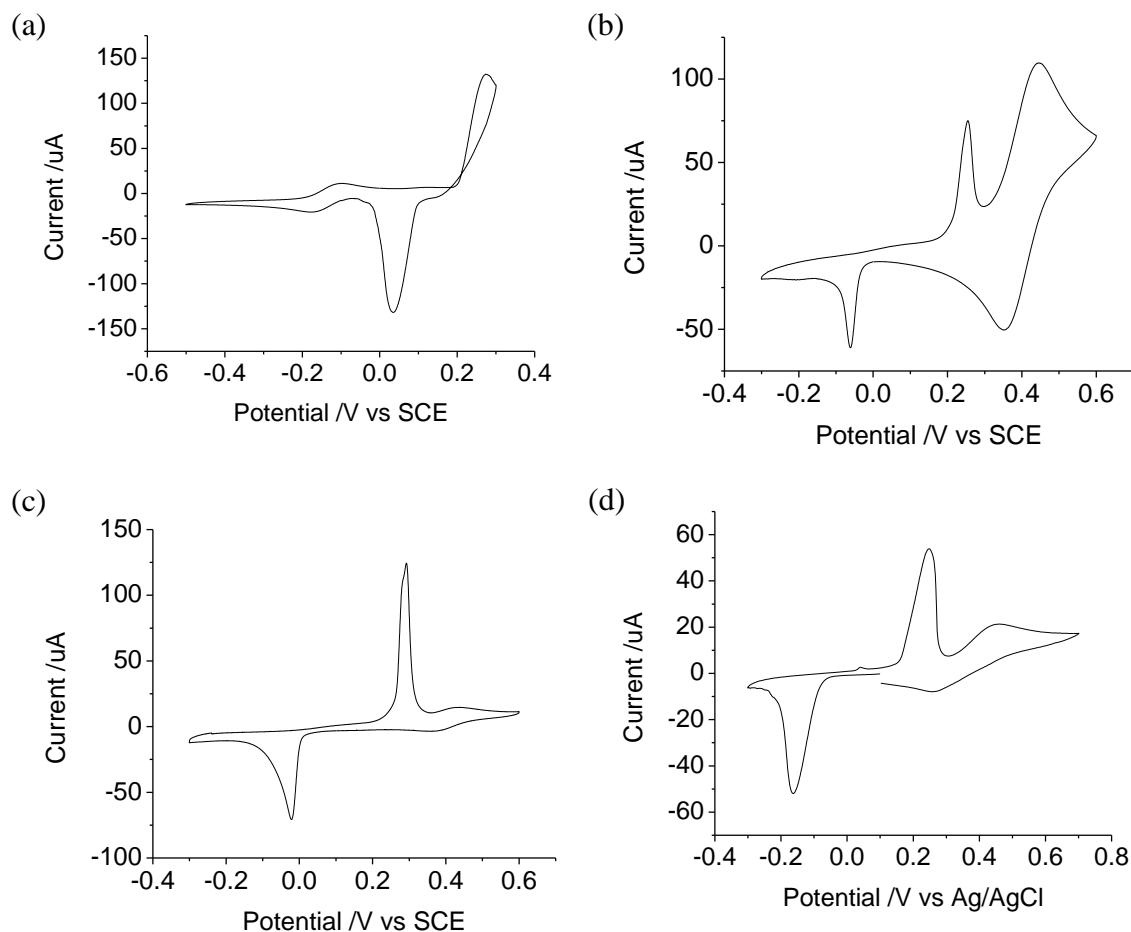 (a)
150
100
50
0
-50
-100
-150
-0.6 -0.4 -0.2 0.0 0.2 0.4
Current /uA
Potential /V vs SCE
(b)
100
50
0
-50
-0.4 -0.2 0.0 0.2 0.4 0.6
Current /uA
Potential /V vs SCE
(c)
150
100
50
0
-50
-100
-0.4 -0.2 0.0 0.2 0.4 0.6
Current /uA
Potential /V vs SCE
(d)
60
40
20
0
-20
-40
-60
-0.4 -0.2 0.0 0.2 0.4 0.6 0.8
Current /uA
Potential /V vs Ag/AgCl